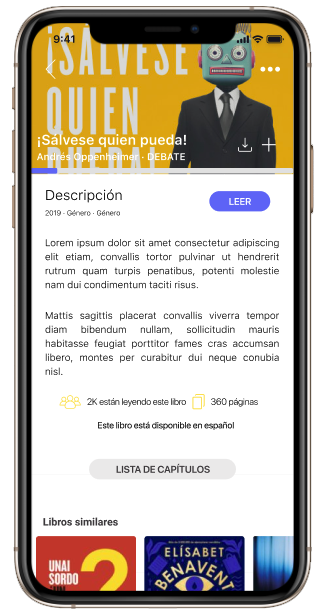 9:41
¡SÁLVESE
QUIEN
PUEDA!
¡Sálvese quien pueda!
Andrés Oppenheimer - DEBATE
Descripción
2019 · Género · Género
LEER
Lorem ipsum dolor sit amet consectetur adipiscing
elit etiam, convallis tortor pulvinar ut hendrerit
rutrum quam turpis penatibus, potenti molestie
nam dui condimentum taciti risus.
Mattis sagittis placerat convallis viverra tempor
diam bibendum nullam, sollicitudin mauris
habitasse feugiat porttitor fames cras accumsan
libero, montes per curabitur dui neque conubia
nisl.
2K están leyendo este libro
360 páginas
Este libro está disponible en español
LISTA DE CAPÍTULOS
Libros similares
UNAI
SORDO
2
ELÍSABET
BENAVENT